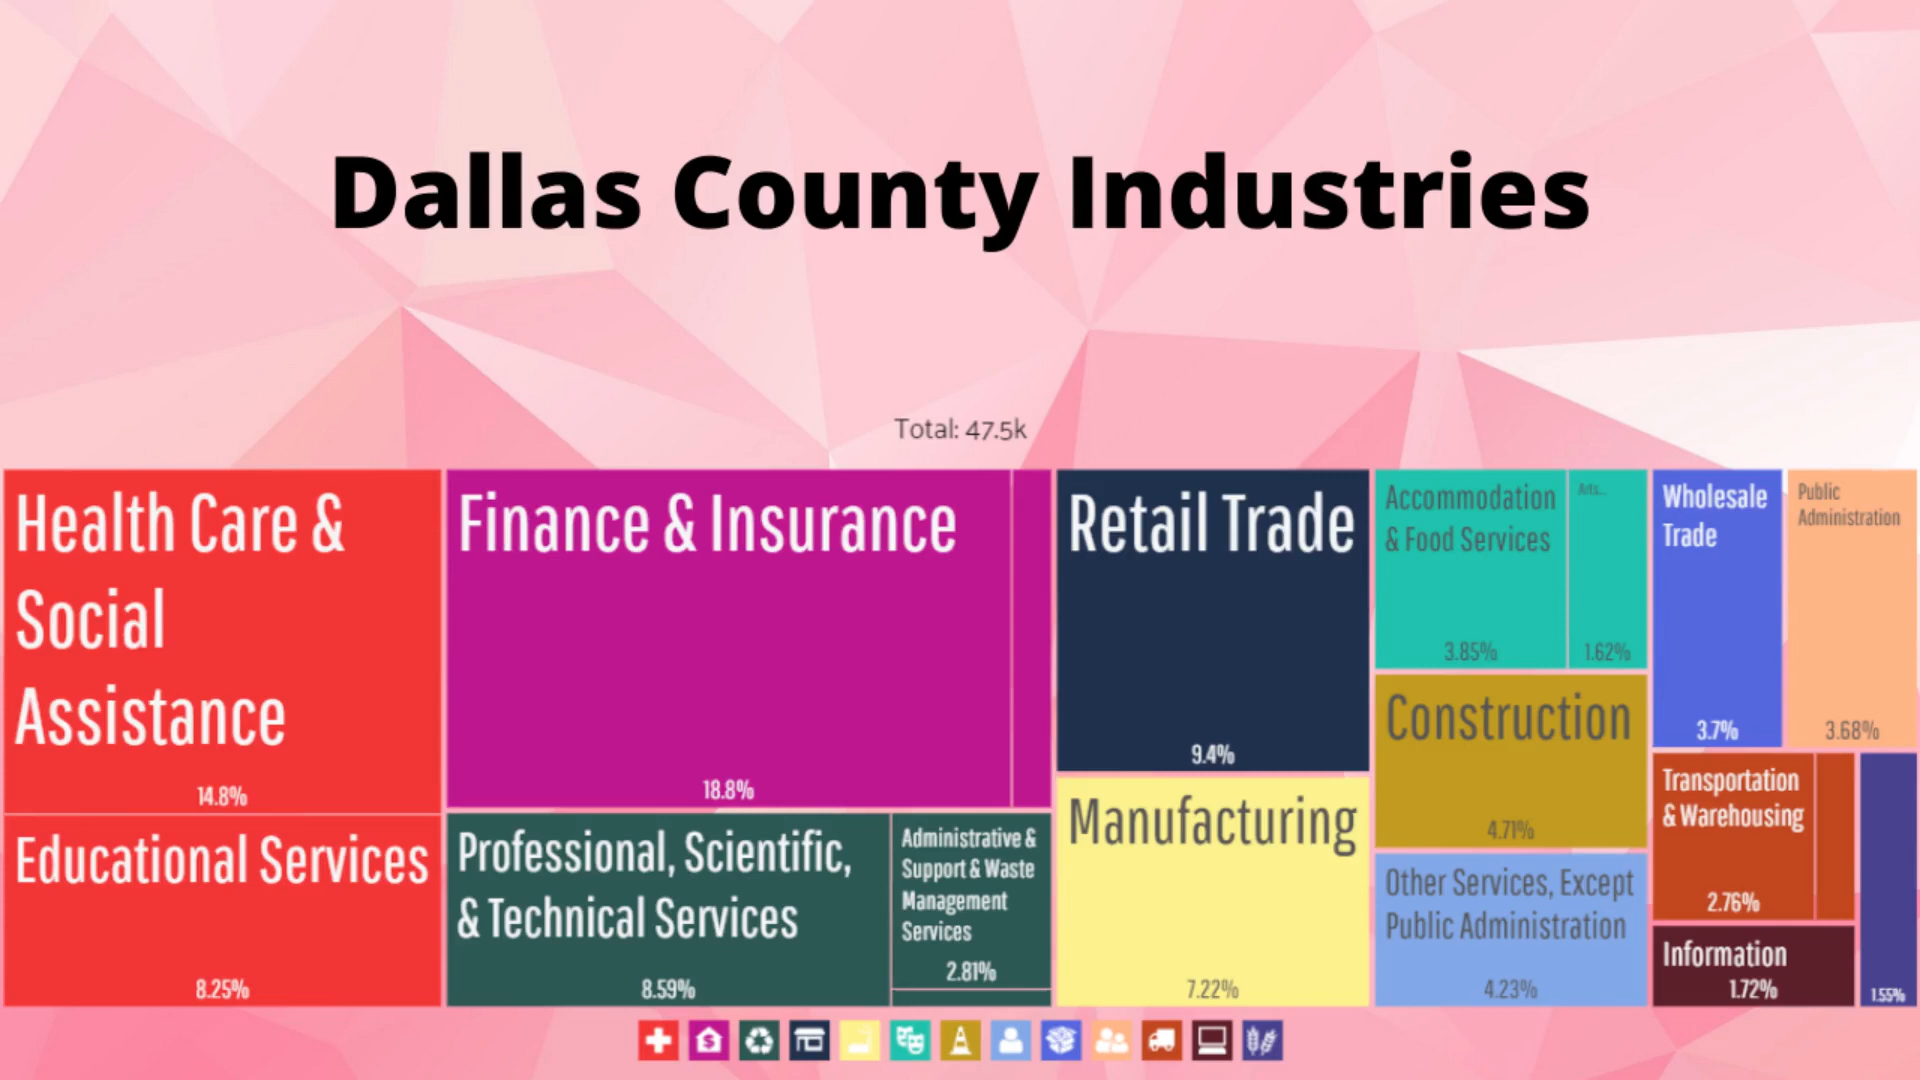 Dallas County Industries
Total: 47.5k
Health Care &
Social
Assistance
14.8%
Educational Services
8.25%
Finance & Insurance
18.8%
Professional, Scientific,
& Technical Services
8.59%
Administrative &
Support & Waste
Management
Services
2.81%
Retail Trade
9.4%
Manufacturing
7.22%
Accommodation
& Food Services
3.85%
Arts...
1.62%
Construction
4.71%
Other Services, Except
Public Administration
4.23%
Wholesale
Trade
3.7%
Public
Administration
3.68%
Transportation
& Warehousing
2.76%
Information
1.72%
1.55%